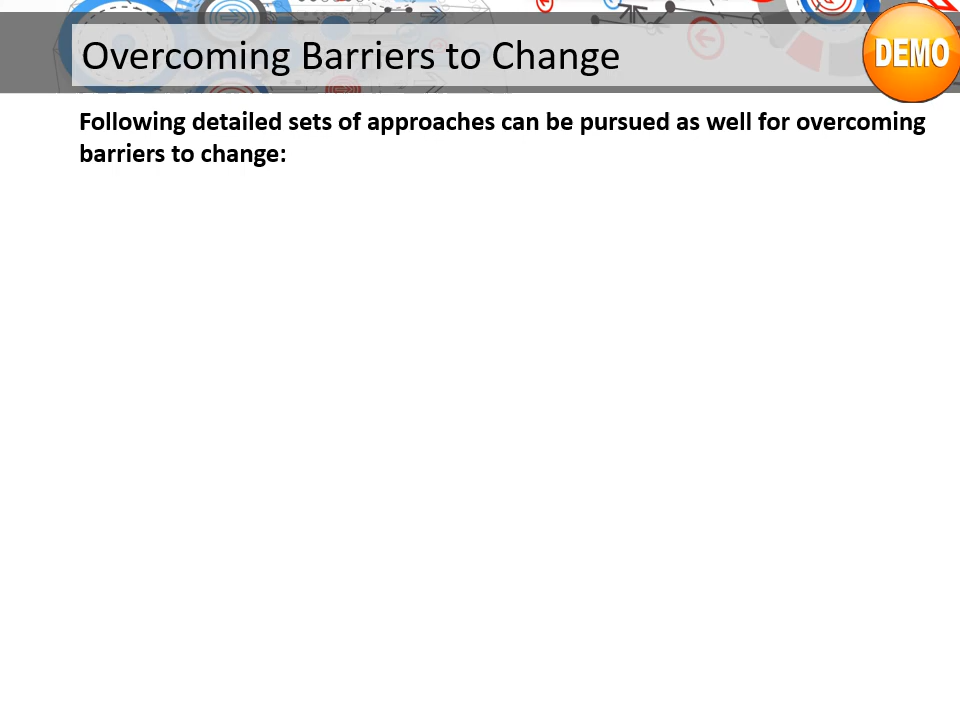 Overcoming Barriers to Change
DEMO
Following detailed sets of approaches can be pursued as well for overcoming
barriers to change: